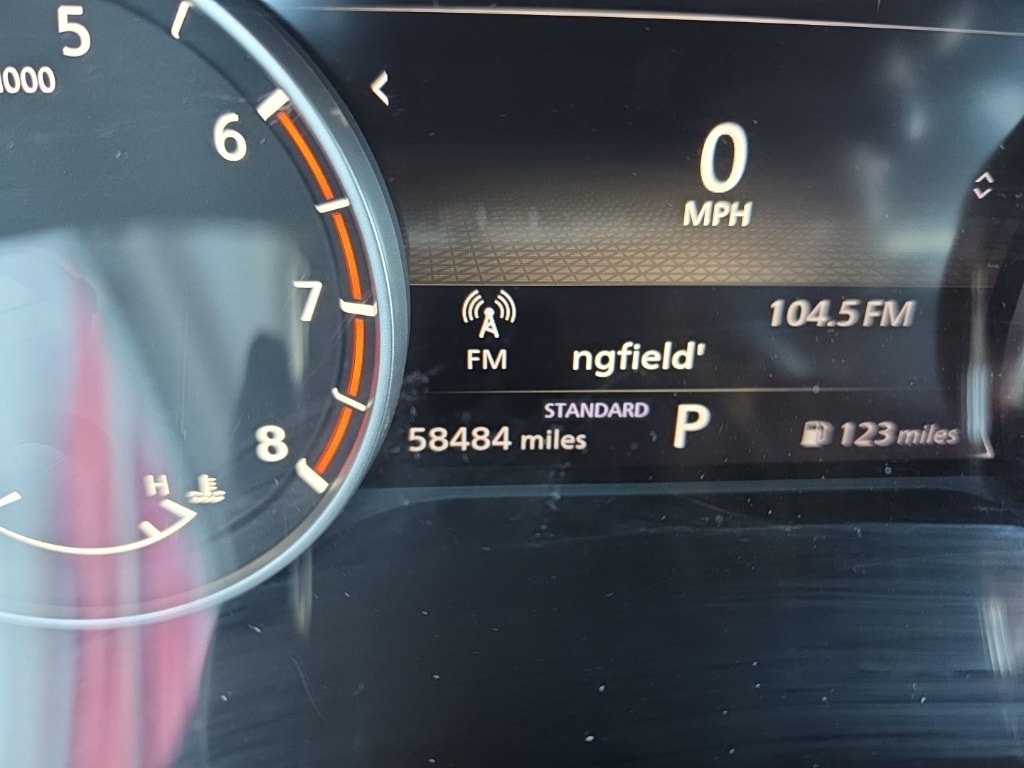 5
1000
6
7
8
H
0
MPH
104.5 FM
FM
ngfield'
STANDARD
P
58484 miles
123 miles